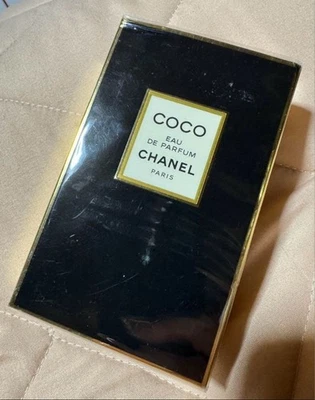 COCO
EAU
DE PARFUM
CHANEL
PARIS